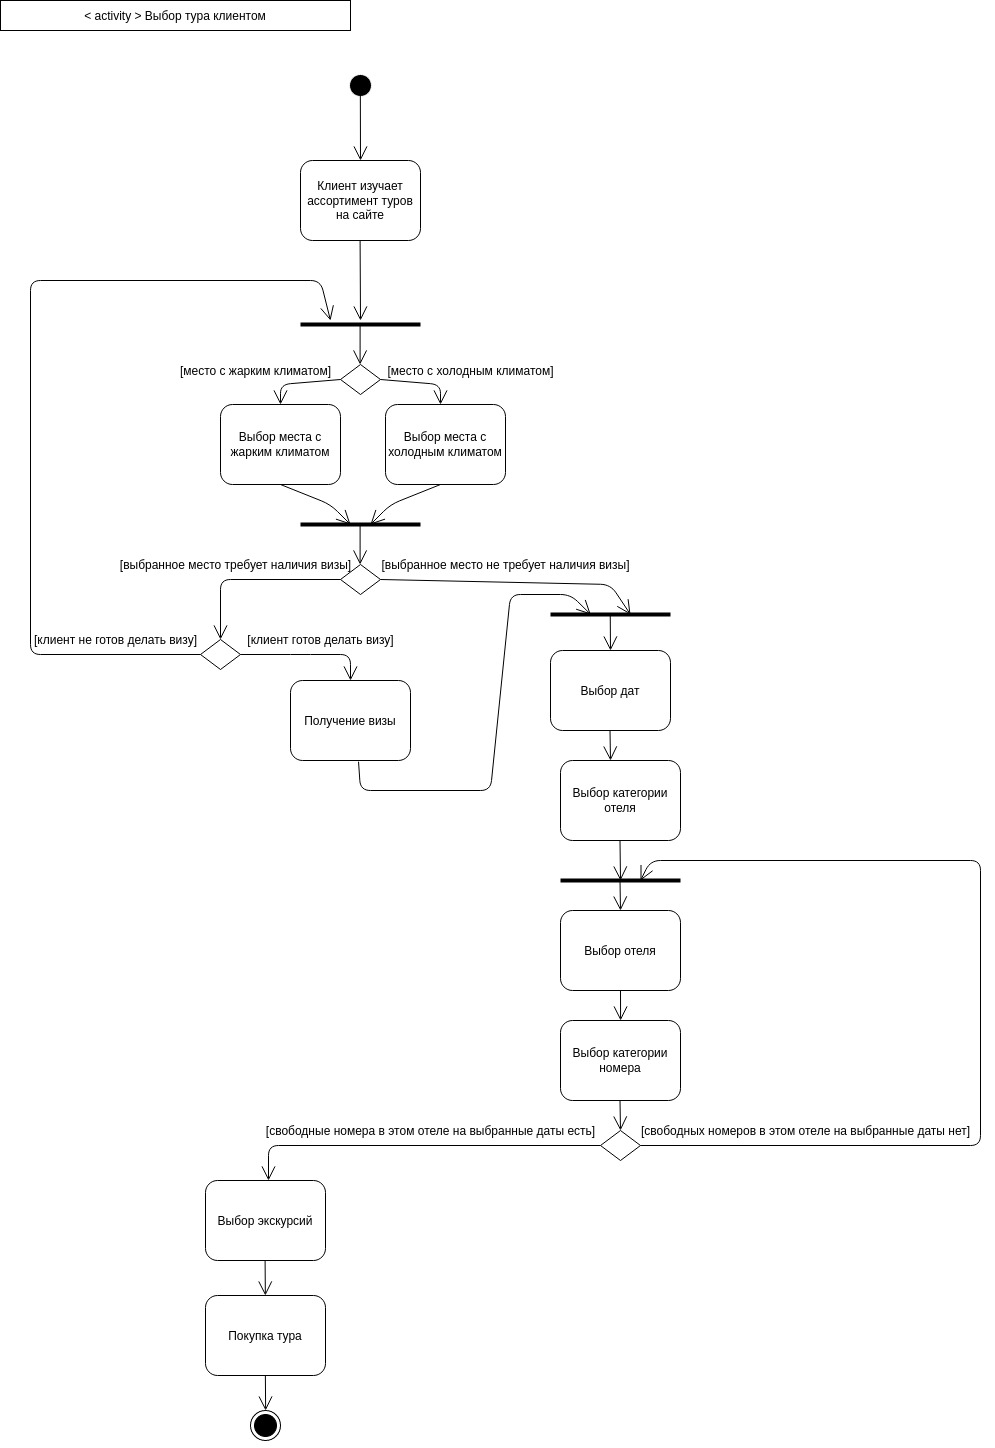 < activity > Выбор тура клиентом
Клиент изучает
ассортимент туров
на сайте
[место с жарким климатом]
[место с холодным климатом]
Выбор места с
жарким климатом
Выбор места с
холодным климатом
[выбранное место требует наличия визы]
[выбранное место не требует наличия визы]
[клиент не готов делать визу]
[клиент готов делать визу]
Получение визы
Выбор дат
Выбор категории
отеля
Выбор отеля
Выбор категории
номера
[свободные номера в этом отеле на выбранные даты есть]
[свободных номеров в этом отеле на выбранные даты нет]
Выбор экскурсий
Покупка тура